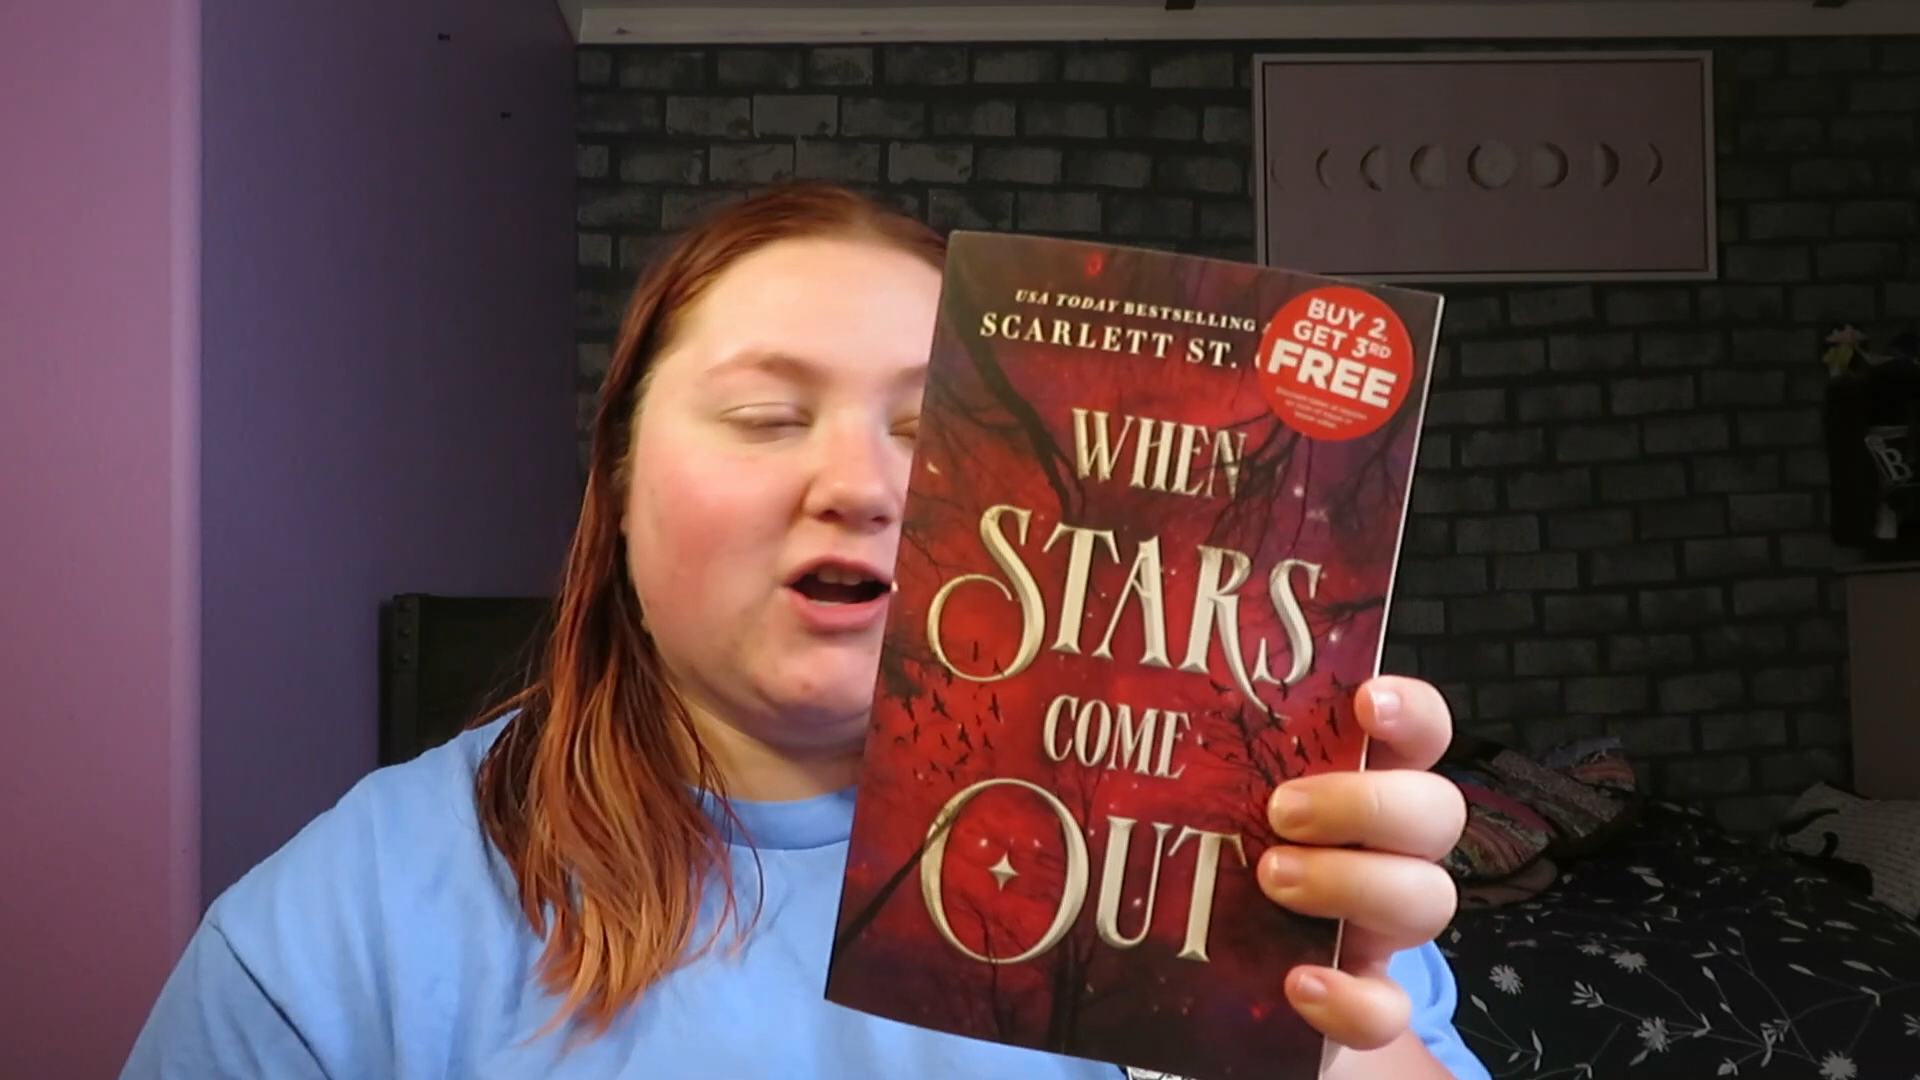 USA TODAY BESTSELLING
SCARLETT ST.
BUY 2,
GET 3RD
FREE
WHEN
STARS
COME
OUT